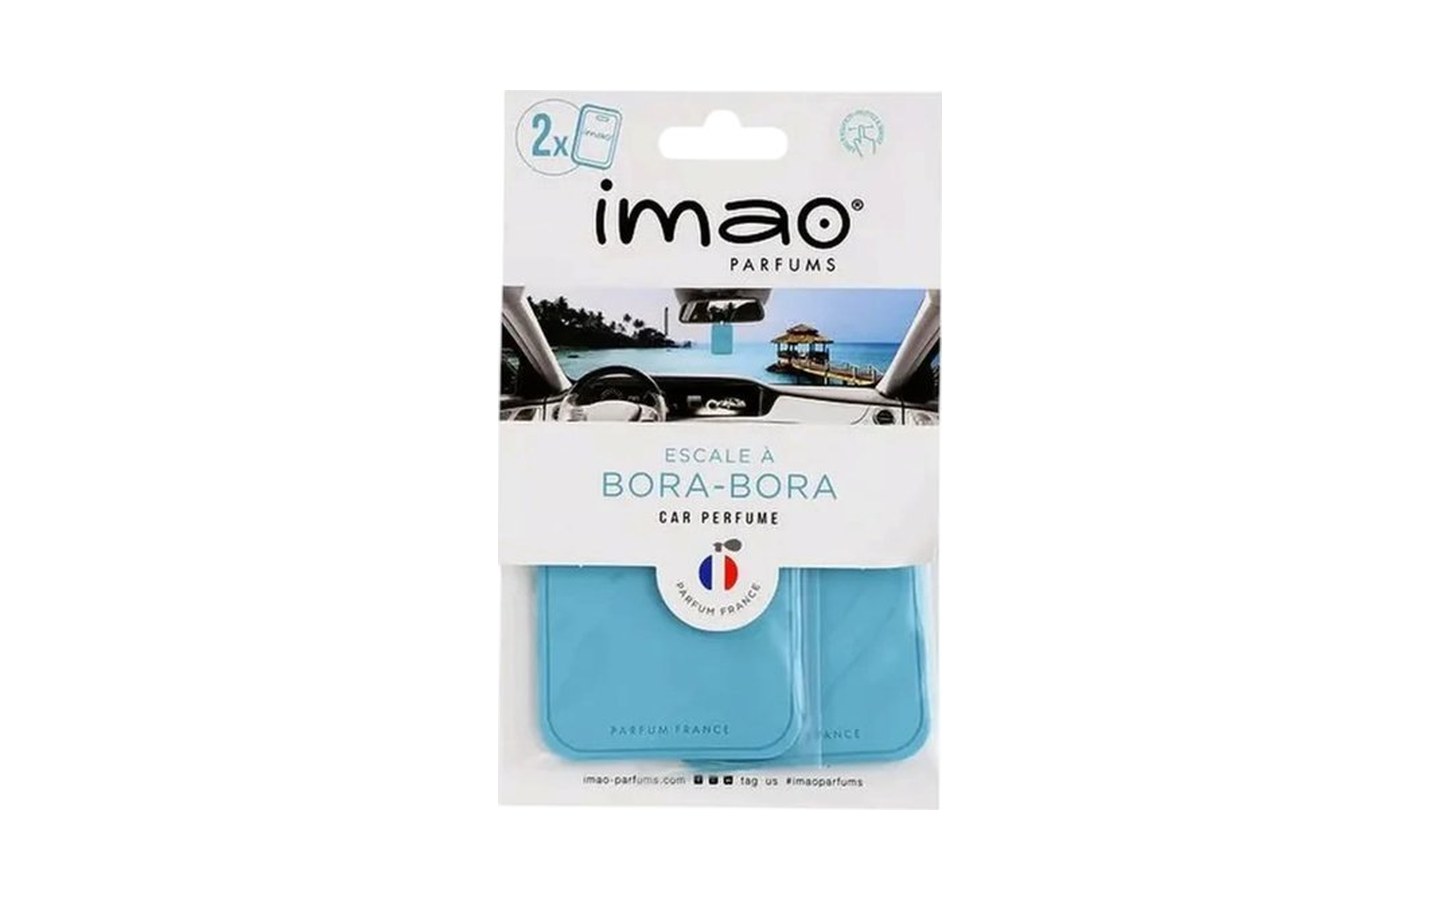 2x
imao
imao®
PARFUMS
ESCALE À
BORA-BORA
CAR PERFUME
PARFUM FRANCE
PARFUM FRANCE
ANCE
imao-parfums.com tag us #imaoparfums